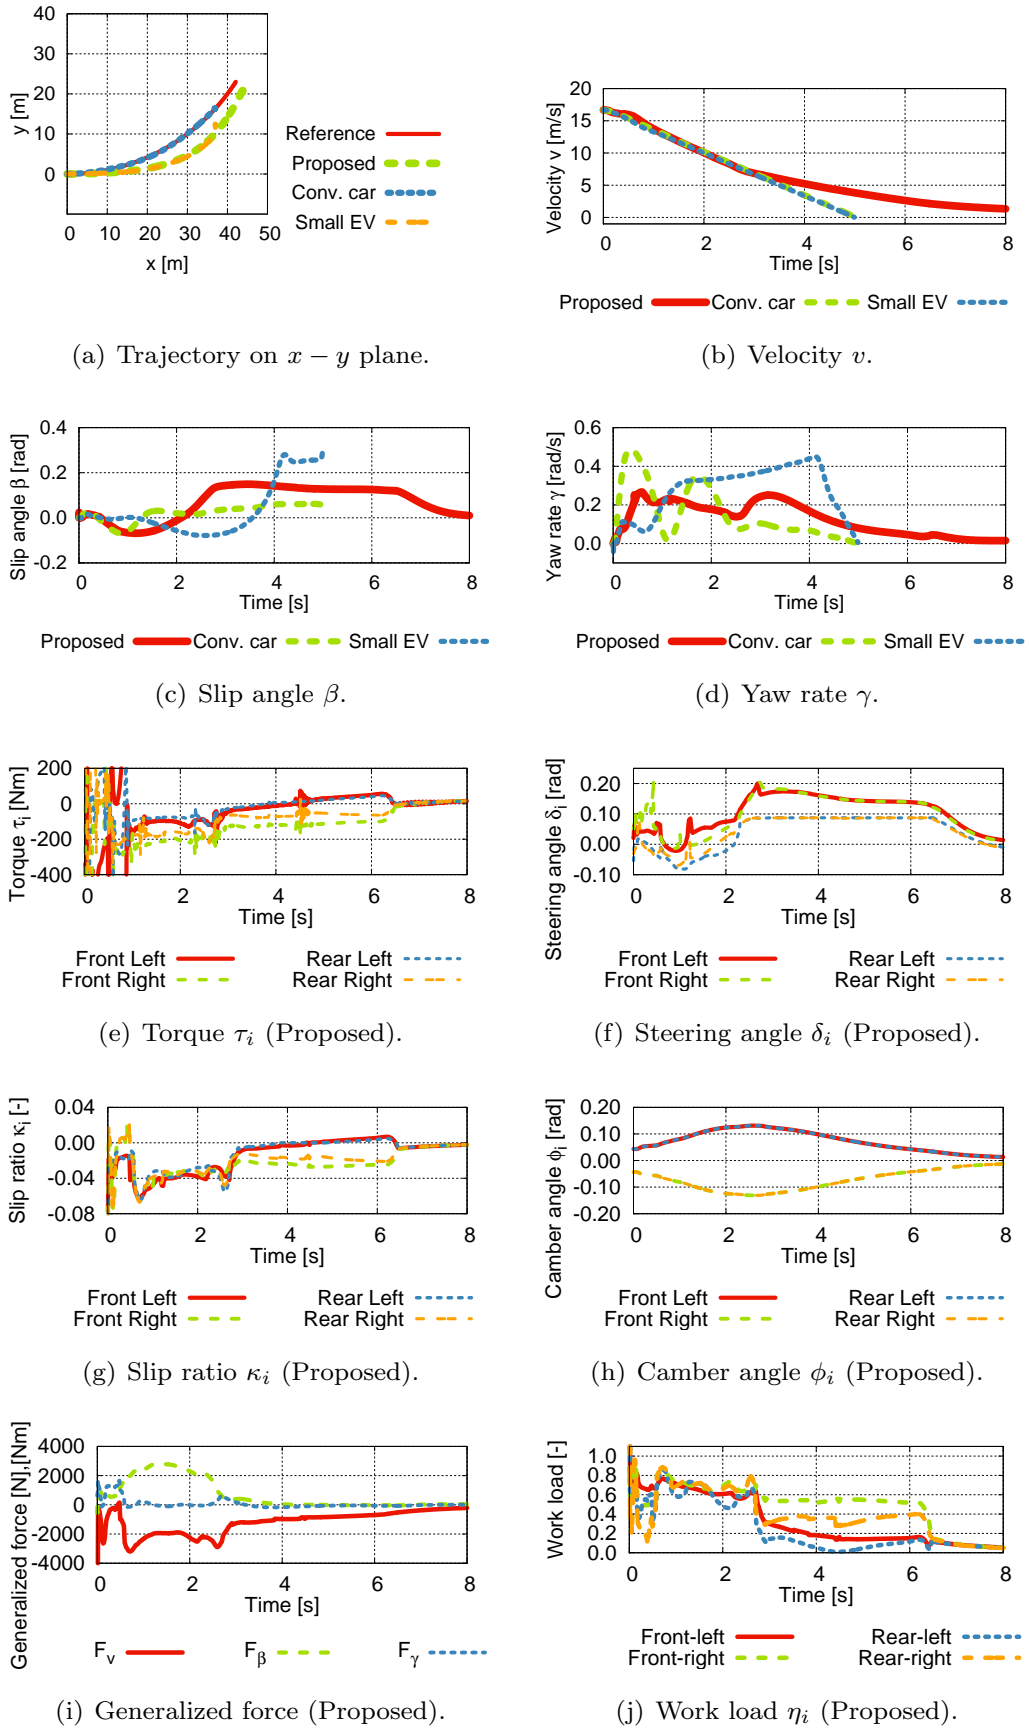 40
30
20
10
0
y [m]
0 10 20 30 40 50
x [m]
Reference
Proposed
Conv. car
Small EV
(a) Trajectory on x − y plane.
20
15
10
5
0
Velocity v [m/s]
0 2 4 6 8
Time [s]
Proposed Conv. car Small EV
(b) Velocity v.
0.4
0.2
0.0
-0.2
Slip angle β [rad]
0 2 4 6 8
Time [s]
Proposed Conv. car Small EV
(c) Slip angle β.
0.6
0.4
0.2
0.0
Yaw rate γ [rad/s]
0 2 4 6 8
Time [s]
Proposed Conv. car Small EV
(d) Yaw rate γ.
200
0
-200
-400
Torque τi [Nm]
0 2 4 6 8
Time [s]
Front Left Rear Left
Front Right Rear Right
(e) Torque τi (Proposed).
0.20
0.10
0.00
-0.10
Steering angle δi [rad]
0 2 4 6 8
Time [s]
Front Left Rear Left
Front Right Rear Right
(f) Steering angle δi (Proposed).
0.04
0.00
-0.04
-0.08
Slip ratio κi [-]
0 2 4 6 8
Time [s]
Front Left Rear Left
Front Right Rear Right
(g) Slip ratio κi (Proposed).
0.20
0.10
0.00
-0.10
-0.20
Camber angle ϕi [rad]
0 2 4 6 8
Time [s]
Front Left Rear Left
Front Right Rear Right
(h) Camber angle ϕi (Proposed).
4000
2000
0
-2000
-4000
Generalized force [N],[Nm]
0 2 4 6 8
Time [s]
Fv Fβ Fγ
(i) Generalized force (Proposed).
1.0
0.8
0.6
0.4
0.2
0.0
Work load [-]
0 2 4 6 8
Time [s]
Front-left Rear-left
Front-right Rear-right
(j) Work load ηi (Proposed).